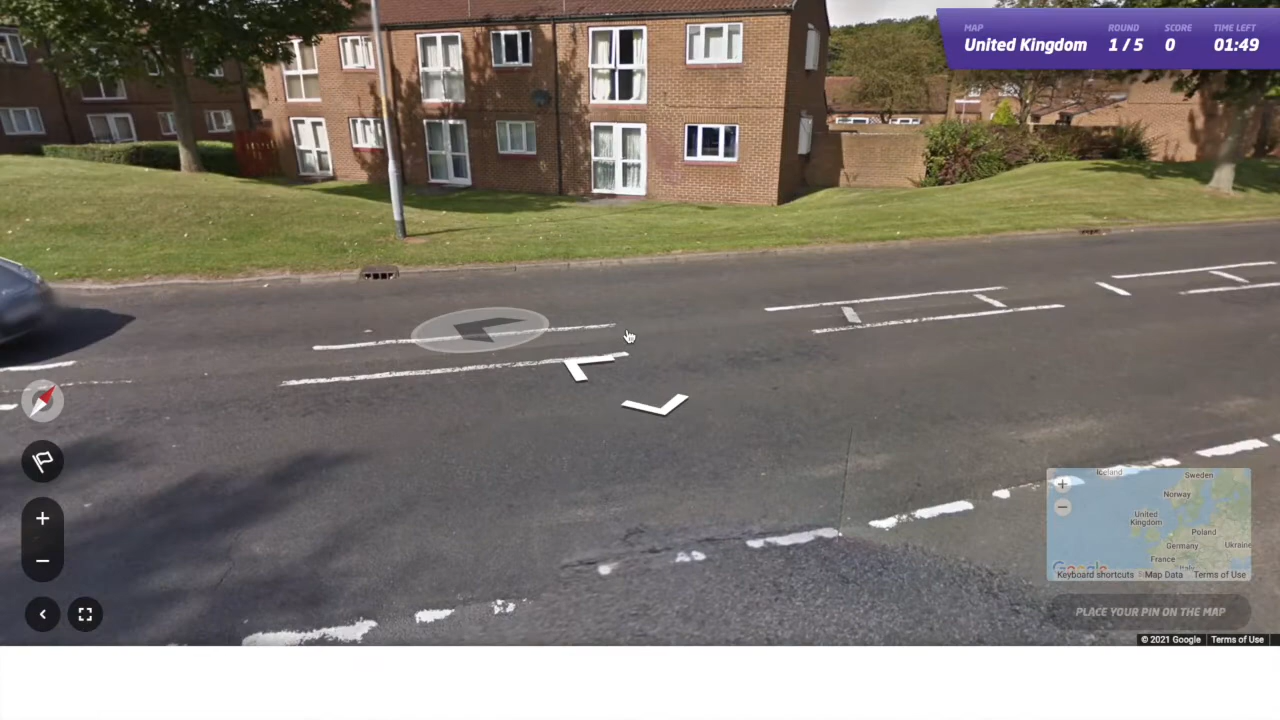 MAP
United Kingdom
ROUND
1 / 5
SCORE
0
TIME LEFT
01:49
Iceland
Sweden
Norway
United
Kingdom
Poland
Germany
Ukraine
France
Google
Keyboard shortcuts
Map Data
Terms of Use
PLACE YOUR PIN ON THE MAP
© 2021 Google
Terms of Use